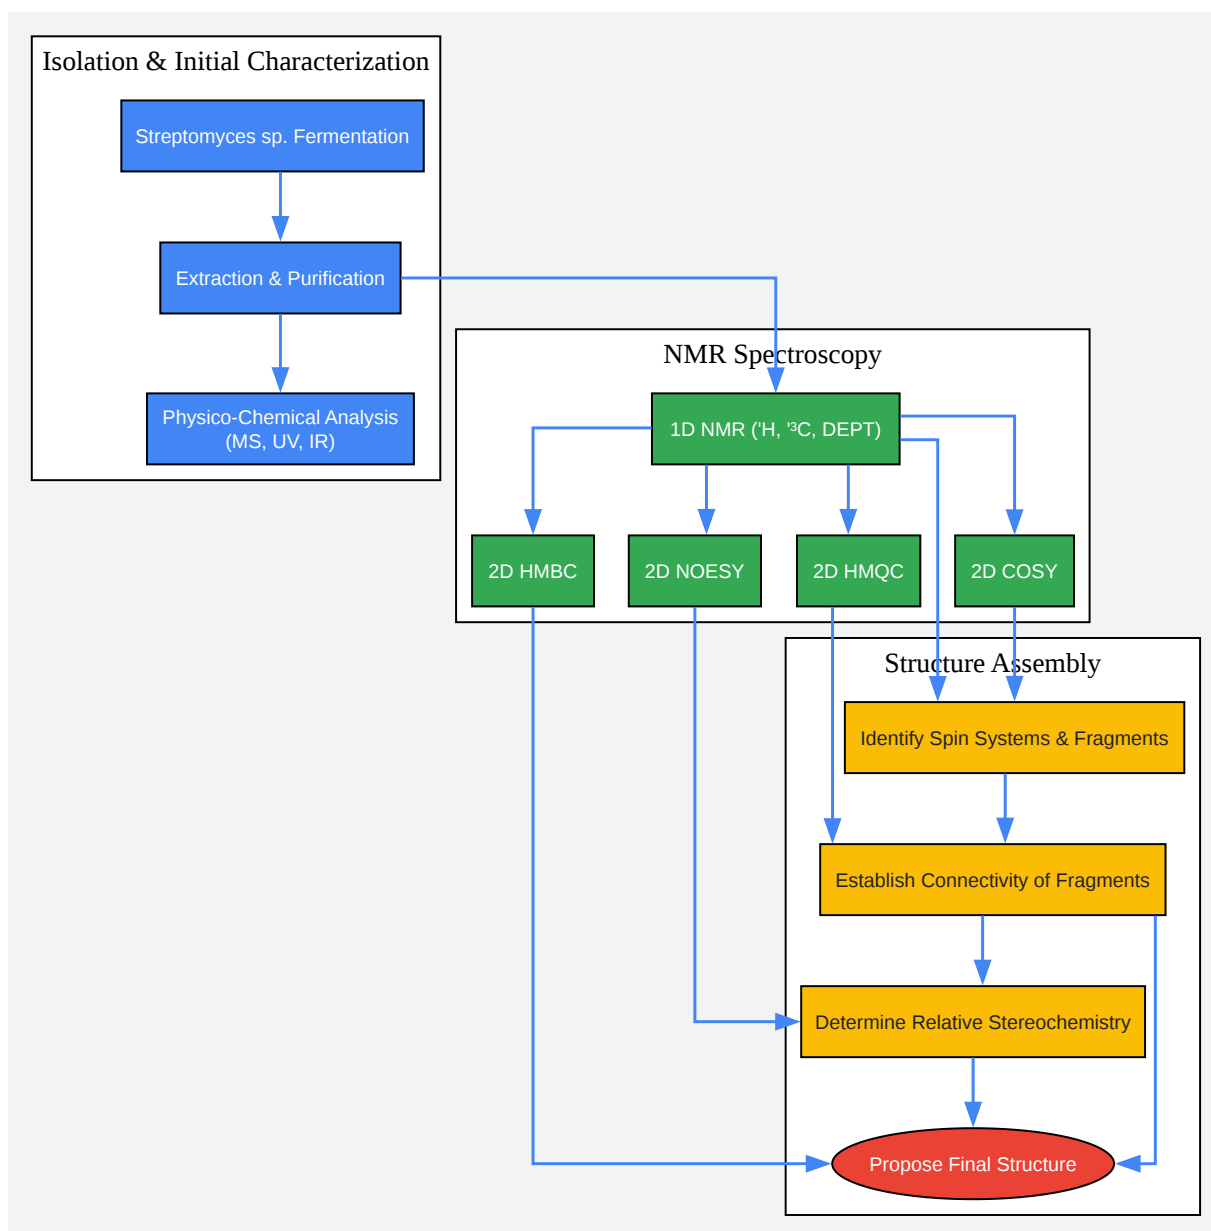 Isolation & Initial Characterization
Streptomyces sp. Fermentation
Extraction & Purification
Physico-Chemical Analysis
(MS, UV, IR)
NMR Spectroscopy
1D NMR ('H, '³C, DEPT)
2D HMBC
2D NOESY
2D HMQC
2D COSY
Structure Assembly
Identify Spin Systems & Fragments
Establish Connectivity of Fragments
Determine Relative Stereochemistry
Propose Final Structure